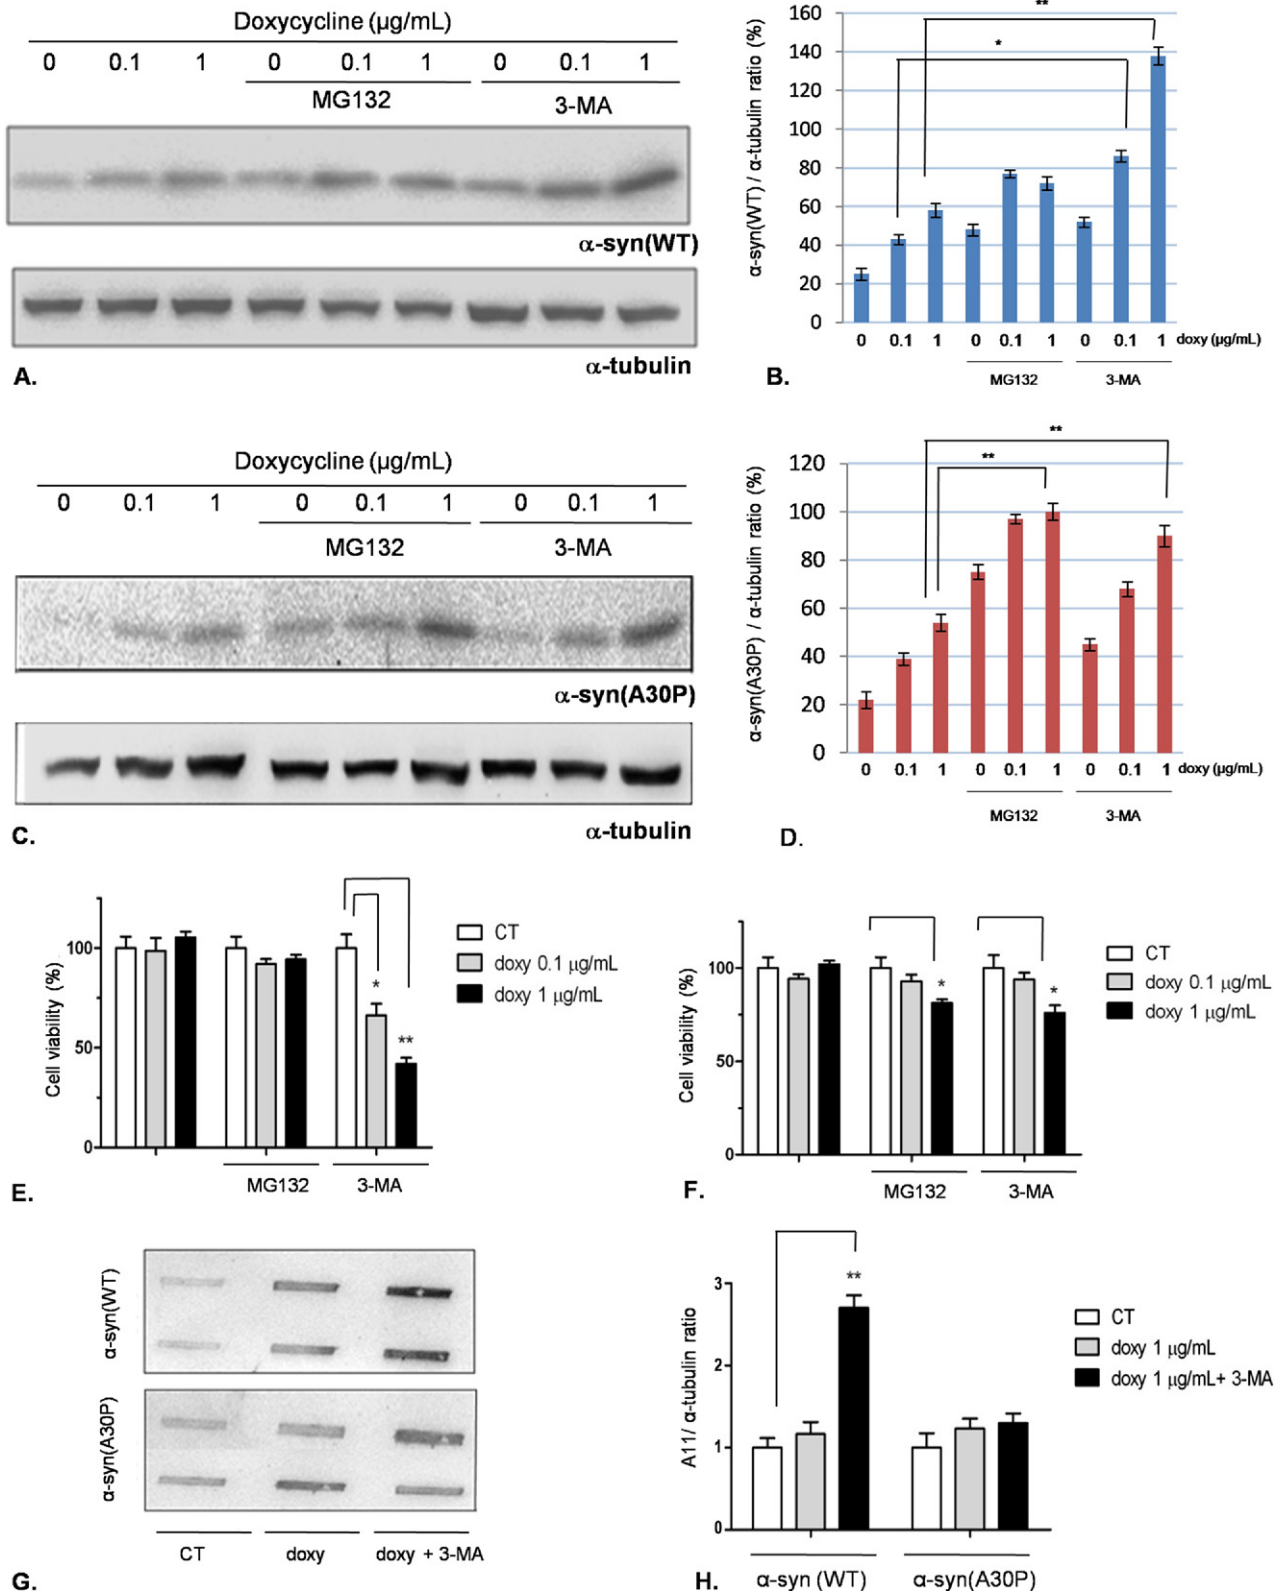 Doxycycline (µg/mL)
0 0.1 1 0 0.1 1 0 0.1 1
MG132 3-MA
α-syn(WT)
α-tubulin
A.
α-syn(WT) / α-tubulin ratio (%)
160
140
120
100
80
60
40
20
0
**
*
0 0.1 1 0 0.1 1 0 0.1 1 doxy (µg/mL)
MG132 3-MA
B.
Doxycycline (µg/mL)
0 0.1 1 0 0.1 1 0 0.1 1
MG132 3-MA
α-syn(A30P)
α-tubulin
C.
α-syn(A30P) / α-tubulin ratio (%)
120
100
80
60
40
20
0
**
**
0 0.1 1 0 0.1 1 0 0.1 1 doxy (µg/mL)
MG132 3-MA
D.
Cell viability (%)
100
50
0
*
**
CT
doxy 0.1 µg/mL
doxy 1 µg/mL
MG132 3-MA
E.
Cell viability (%)
100
50
0
* *
CT
doxy 0.1 µg/mL
doxy 1 µg/mL
MG132 3-MA
F.
α-syn(WT)
α-syn(A30P)
CT doxy doxy + 3-MA
G.
A11/ α-tubulin ratio
3
2
1
0
**
CT
doxy 1 µg/mL
doxy 1 µg/mL+ 3-MA
α-syn (WT) α-syn(A30P)
H.